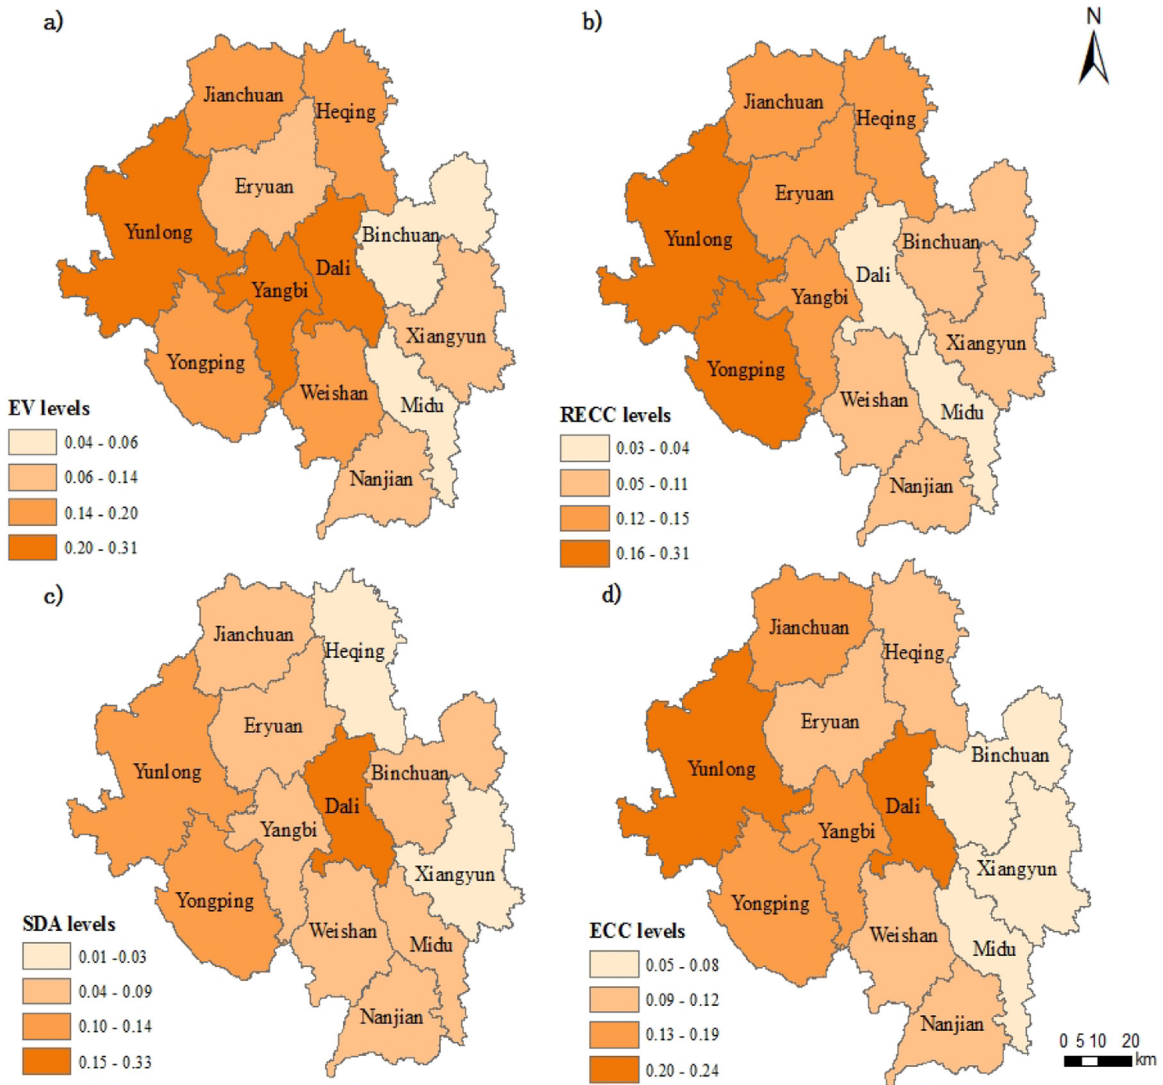 a)
Jianchuan
Heqing
Eryuan
Yunlong
Binchuan
Dali
Yangbi
Xiangyun
Yongping
Weishan
Midu
Nanjian
EV levels
0.04 - 0.06
0.06 - 0.14
0.14 - 0.20
0.20 - 0.31
b)
N
Jianchuan
Heqing
Eryuan
Yunlong
Binchuan
Dali
Yangbi
Xiangyun
Yongping
Weishan
Midu
Nanjian
RECC levels
0.03 - 0.04
0.05 - 0.11
0.12 - 0.15
0.16 - 0.31
c)
Jianchuan
Heqing
Eryuan
Yunlong
Binchuan
Dali
Yangbi
Xiangyun
Yongping
Weishan
Midu
Nanjian
SDA levels
0.01 -0.03
0.04 - 0.09
0.10 - 0.14
0.15 - 0.33
d)
Jianchuan
Heqing
Eryuan
Binchuan
Yunlong
Dali
Yangbi
Xiangyun
Yongping
Weishan
Midu
Nanjian
ECC levels
0.05 - 0.08
0.09 - 0.12
0.13 - 0.19
0.20 - 0.24
0 5 10 20
km